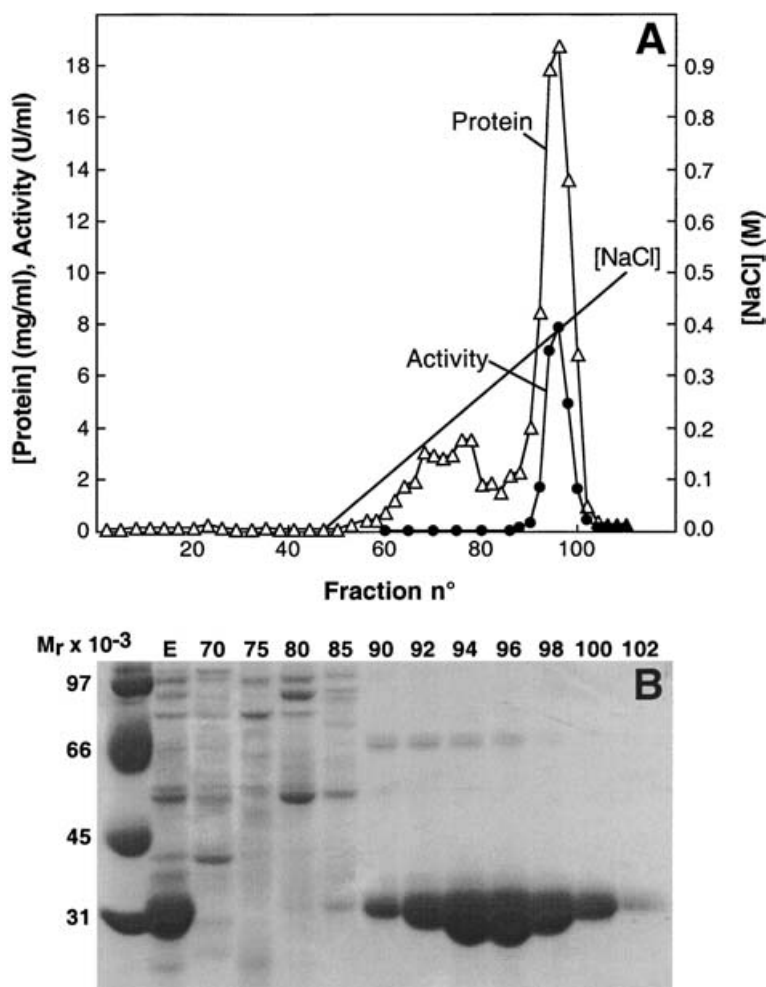 A
[Protein] (mg/ml), Activity (U/ml)
18
16
14
12
10
8
6
4
2
0
Protein
Activity
[NaCl]
0.9
0.8
0.7
0.6
0.5
0.4
0.3
0.2
0.1
0.0
[NaCl] (M)
20 40 60 80 100
Fraction n°
Mr x 10-3 E 70 75 80 85 90 92 94 96 98 100 102
B
97
66
45
31